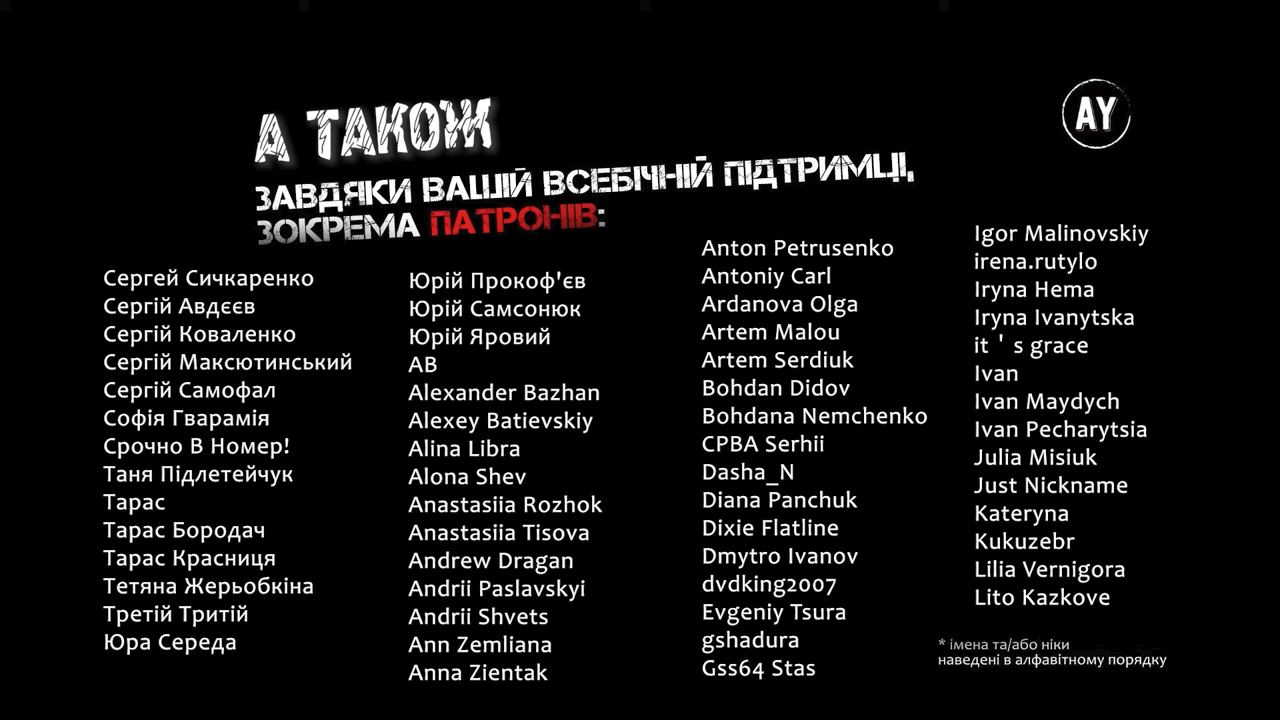 А ТАКОЖ
ЗАВДЯКИ ВАШІЙ ВСЕБІЧНІЙ ПІДТРИМЦІ,
ЗОКРЕМА ПАТРОНІВ:
AY
Сергей Сичкаренко
Сергій Авдєєв
Сергій Коваленко
Сергій Максютинський
Сергій Самофал
Софія Гварамія
Срочно В Номер!
Таня Підлетейчук
Тарас
Тарас Бородач
Тарас Красниця
Тетяна Жерьобкіна
Третій Тритій
Юра Середа
Юрій Прокоф'єв
Юрій Самсонюк
Юрій Яровий
AB
Alexander Bazhan
Alexey Batievskiy
Alina Libra
Alona Shev
Anastasiia Rozhok
Anastasiia Tisova
Andrew Dragan
Andrii Paslavskyi
Andrii Shvets
Ann Zemliana
Anna Zientak
Anton Petrusenko
Antoniy Carl
Ardanova Olga
Artem Malou
Artem Serdiuk
Bohdan Didov
Bohdana Nemchenko
CPBA Serhii
Dasha_N
Diana Panchuk
Dixie Flatline
Dmytro Ivanov
dvdking2007
Evgeniy Tsura
gshadura
Gss64 Stas
Igor Malinovskiy
irena.rutylo
Iryna Hema
Iryna Ivanytska
it ' s grace
Ivan
Ivan Maydych
Ivan Pecharytsia
Julia Misiuk
Just Nickname
Kateryna
Kukuzebr
Lilia Vernigora
Lito Kazkove
* імена та/або ніки
наведені в алфавітному порядку